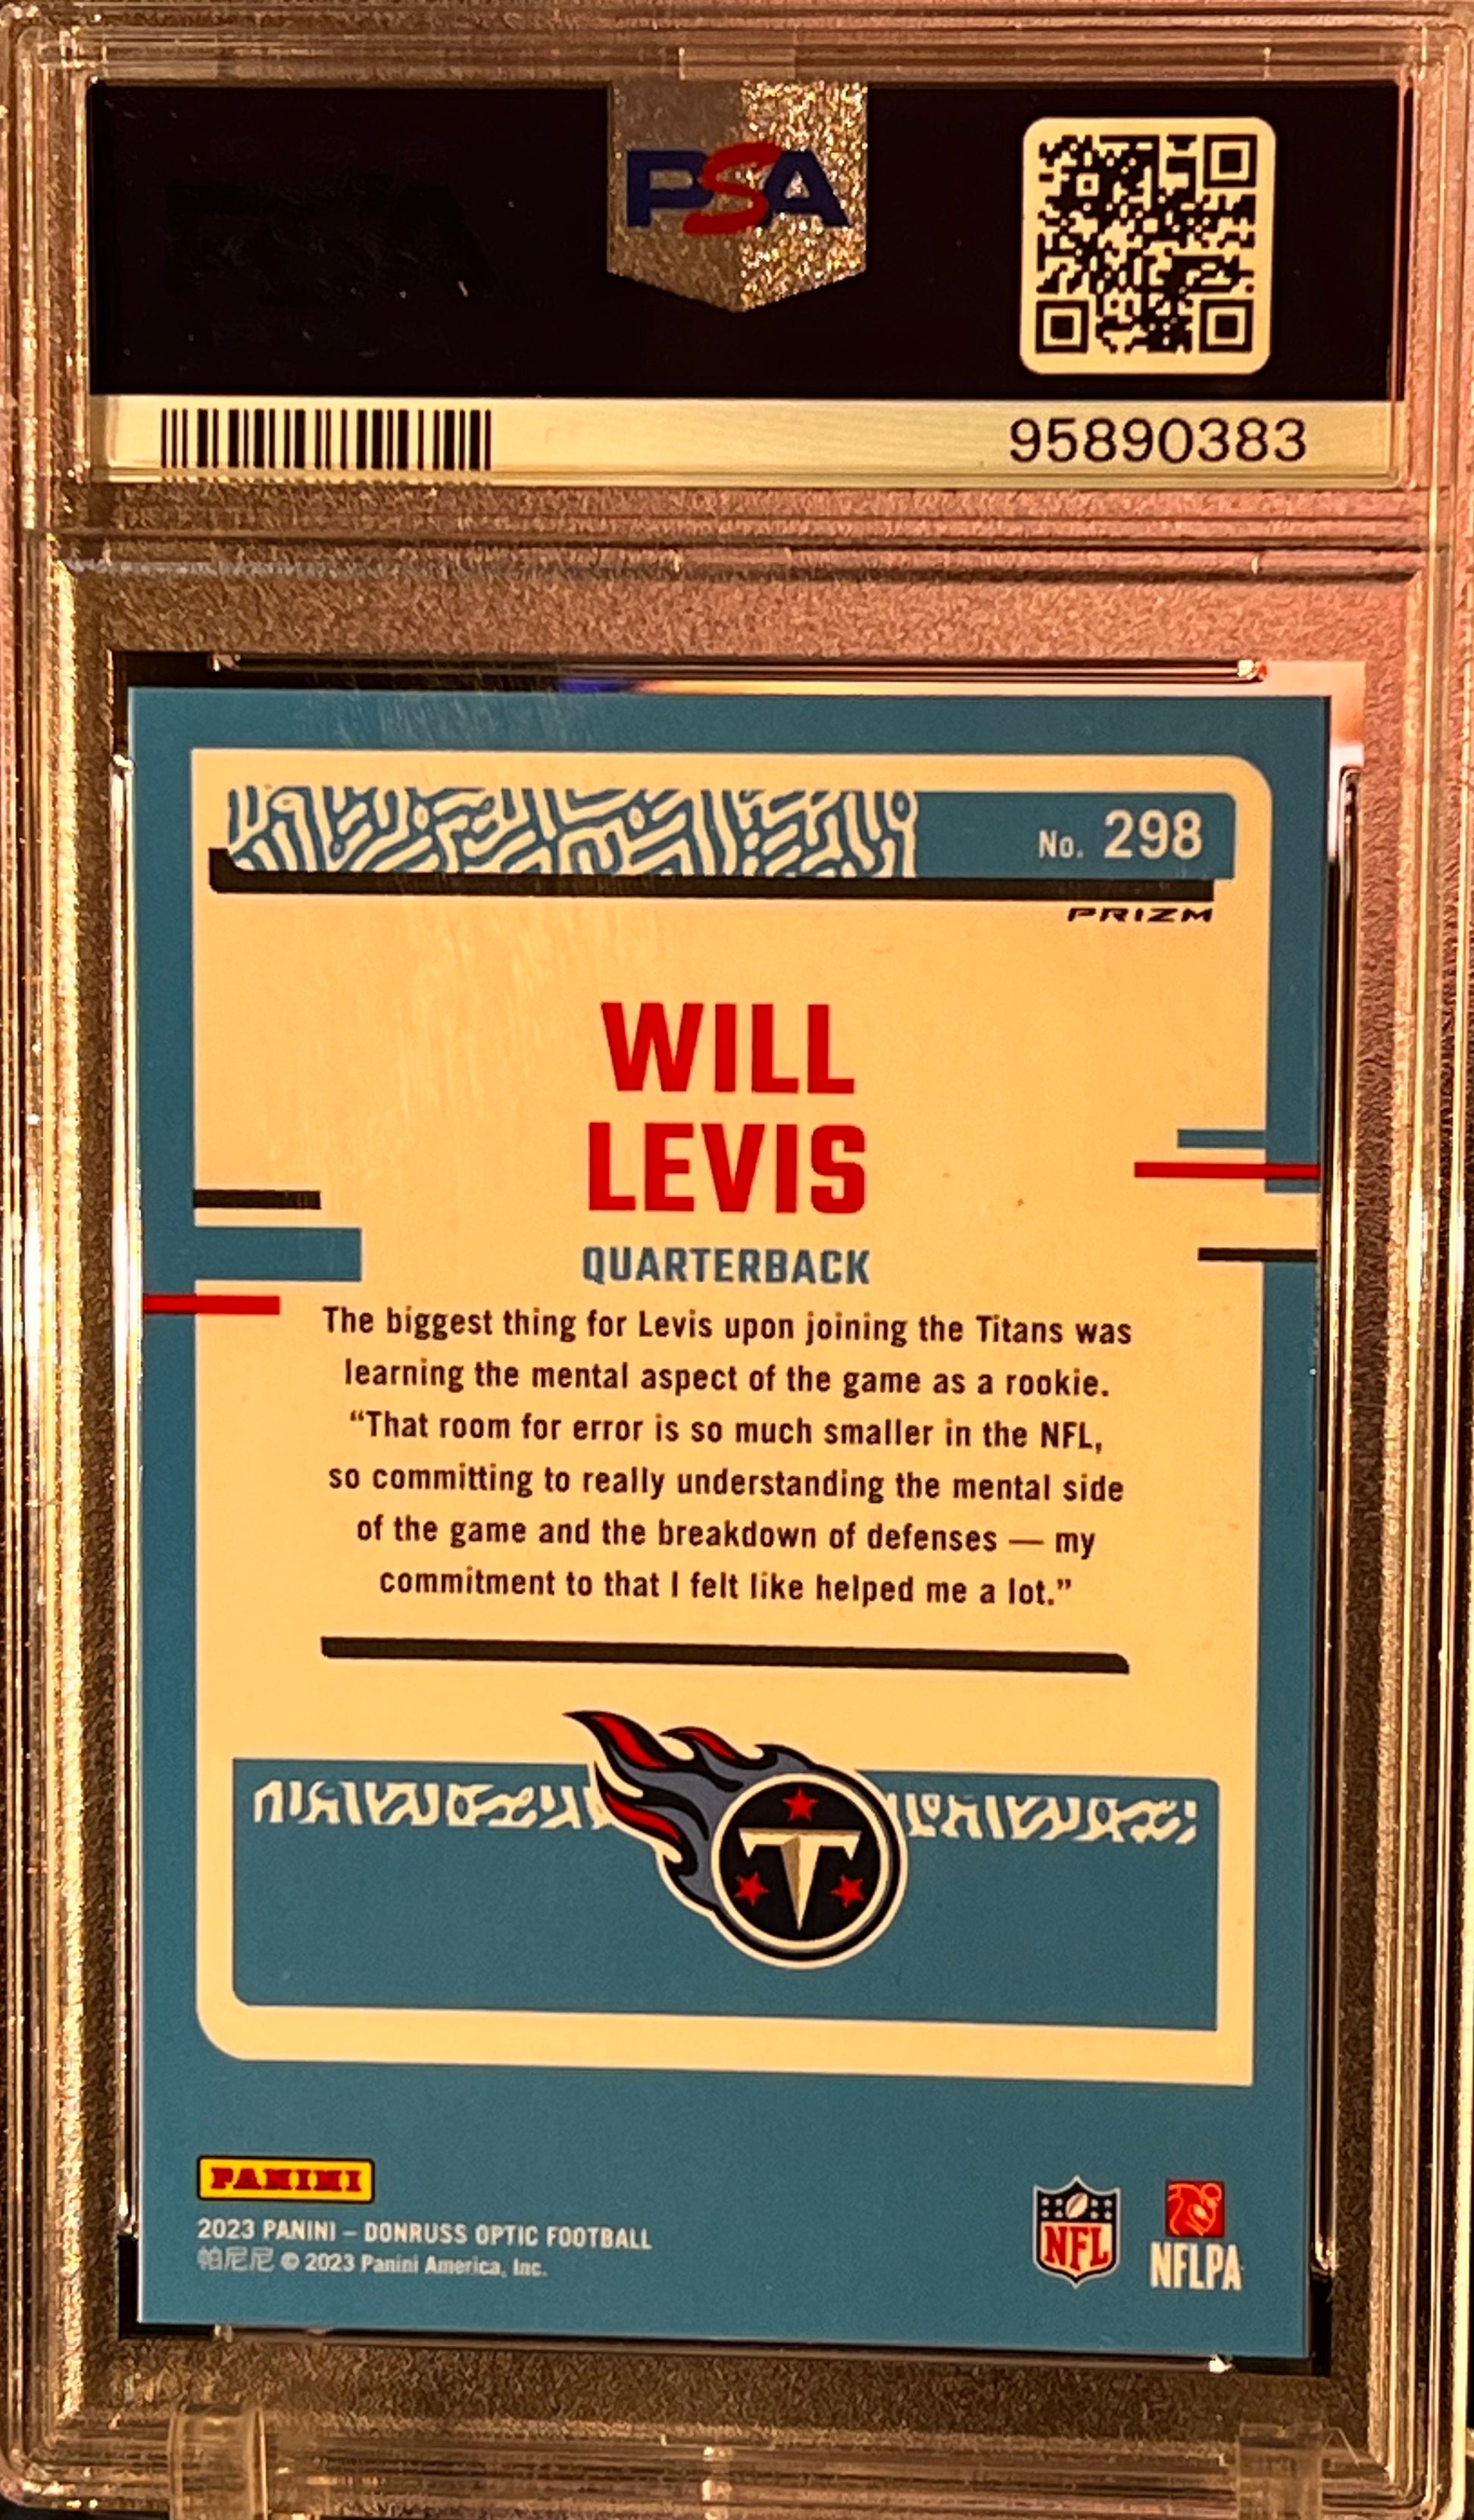 PSA
95890383
No. 298
PRIZM
WILL
LEVIS
QUARTERBACK
The biggest thing for Levis upon joining the Titans was
learning the mental aspect of the game as a rookie.
“That room for error is so much smaller in the NFL,
so committing to really understanding the mental side
of the game and the breakdown of defenses — my
commitment to that I felt like helped me a lot.”
T
PANINI
2023 PANINI – DONRUSS OPTIC FOOTBALL
帕尼尼 © 2023 Panini America, Inc.
NFL
NFLPA